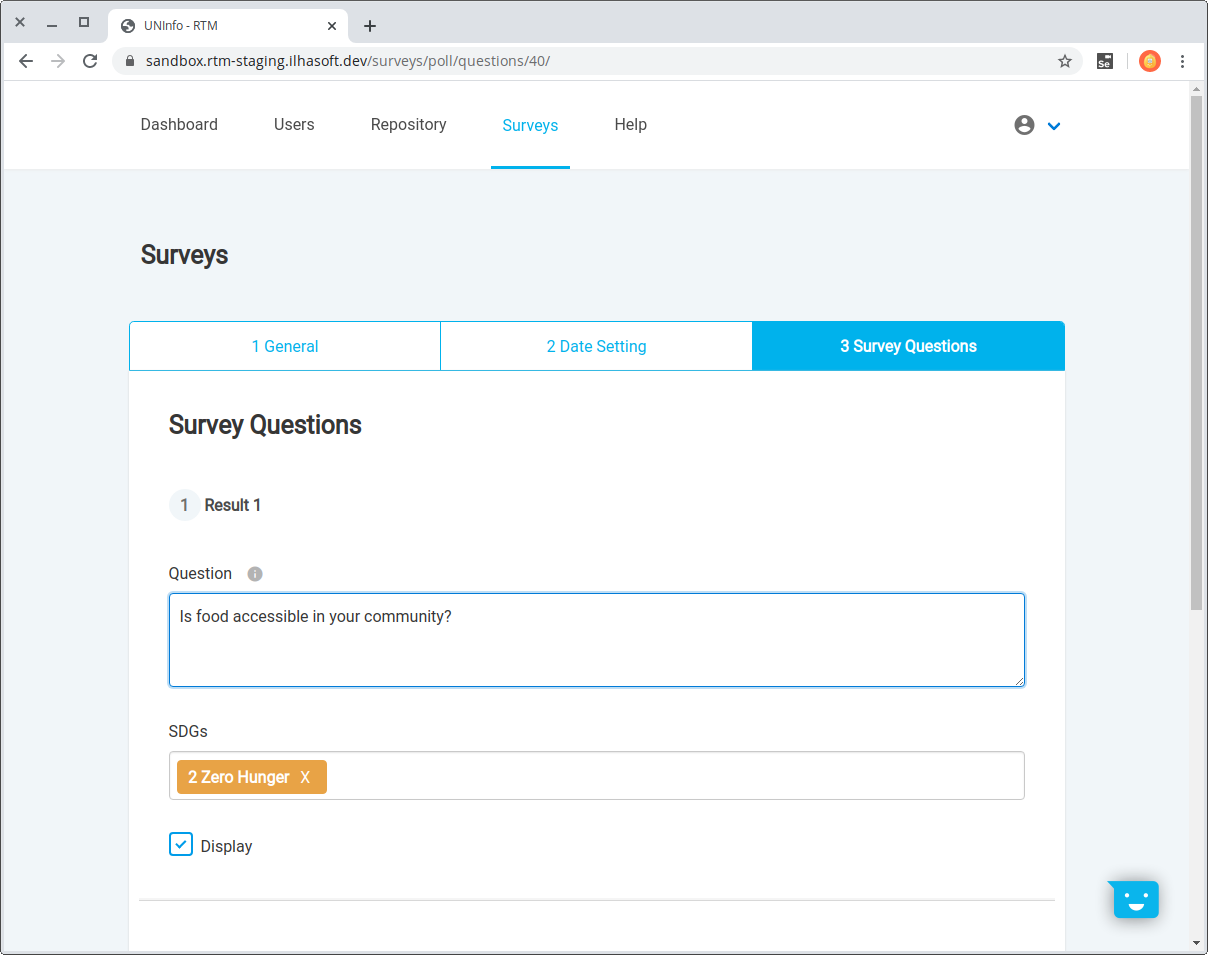 UNInfo - RTM
sandbox.rtm-staging.ilhasoft.dev/surveys/poll/questions/40/
Se
Dashboard Users Repository Surveys Help
Surveys
1 General 2 Date Setting 3 Survey Questions
Survey Questions
1 Result 1
Question
Is food accessible in your community?
SDGs
2 Zero Hunger X
Display